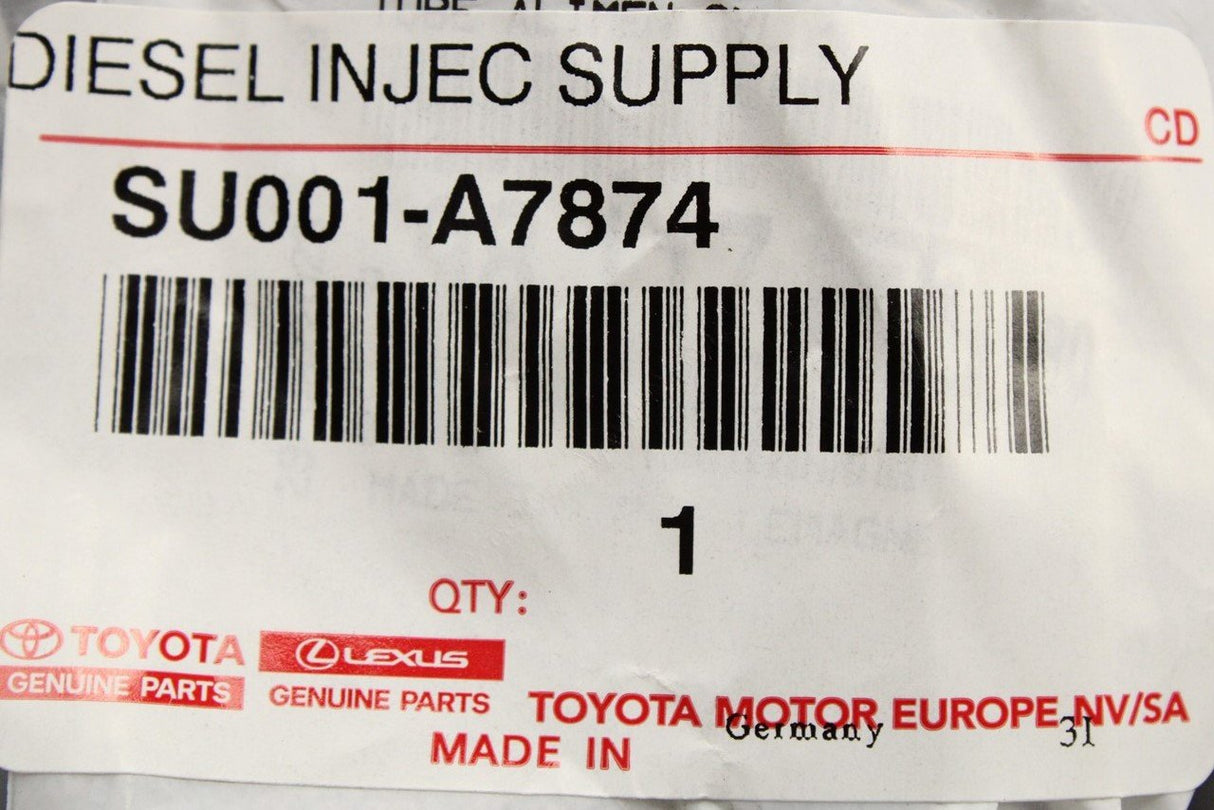 DIESEL INJEC SUPPLY
CD
SU001-A7874
1
QTY:
TOYOTA
GENUINE PARTS
LEXUS
GENUINE PARTS
TOYOTA MOTOR EUROPE NV/SA
Germany 31
MADE IN